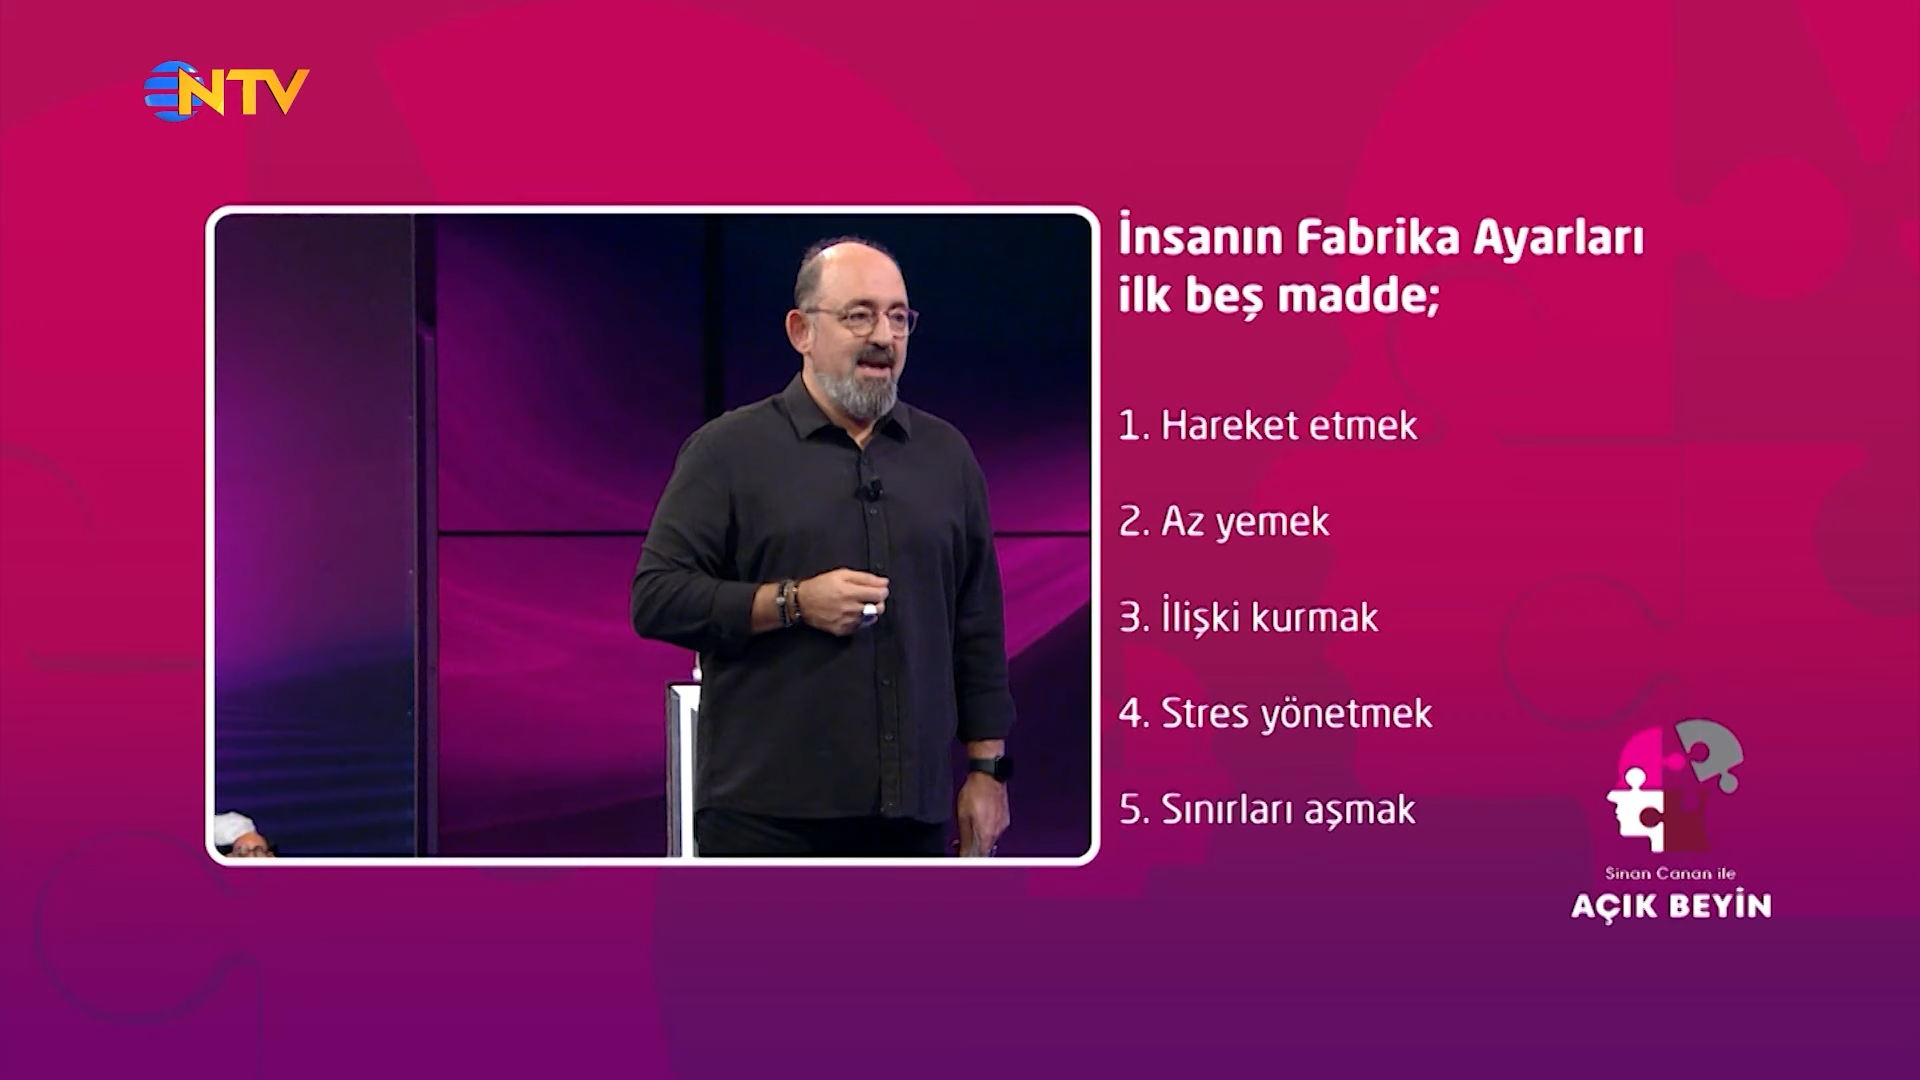 NTV
İnsanın Fabrika Ayarları
ilk beş madde;
1. Hareket etmek
2. Az yemek
3. İlişki kurmak
4. Stres yönetmek
5. Sınırları aşmak
Sinan Canan ile
AÇIK BEYİN